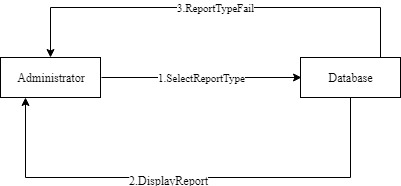 3.ReportTypeFail
Administrator
1.SelectReportType
Database
2.DisplayReport